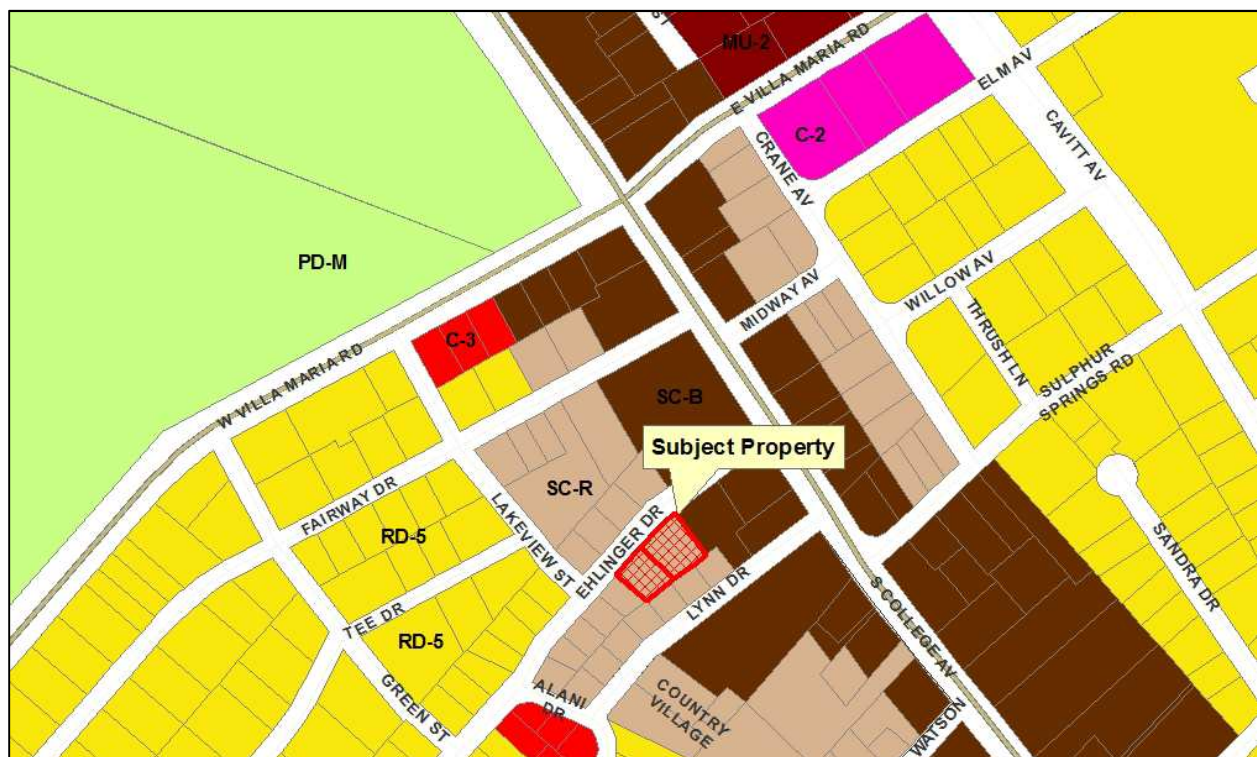 ST
MU-2
E VILLA MARIA RD
ELM AV
C-2
CRANE AV
CAVITT AV
PD-M
WILLOW AV
MIDWAY AV
THRUSH LN
C-3
SULPHUR
SPRINGS RD
W VILLA MARIA RD
SC-B
Subject Property
FAIRWAY DR
SC-R
LAKEVIEW ST
EHLINGER DR
RD-5
SANDRA DR
LYNN DR
S COLLEGE AV
TEE DR
RD-5
GREEN ST
ALANI
DR
COUNTRY
VILLAGE
WATSON